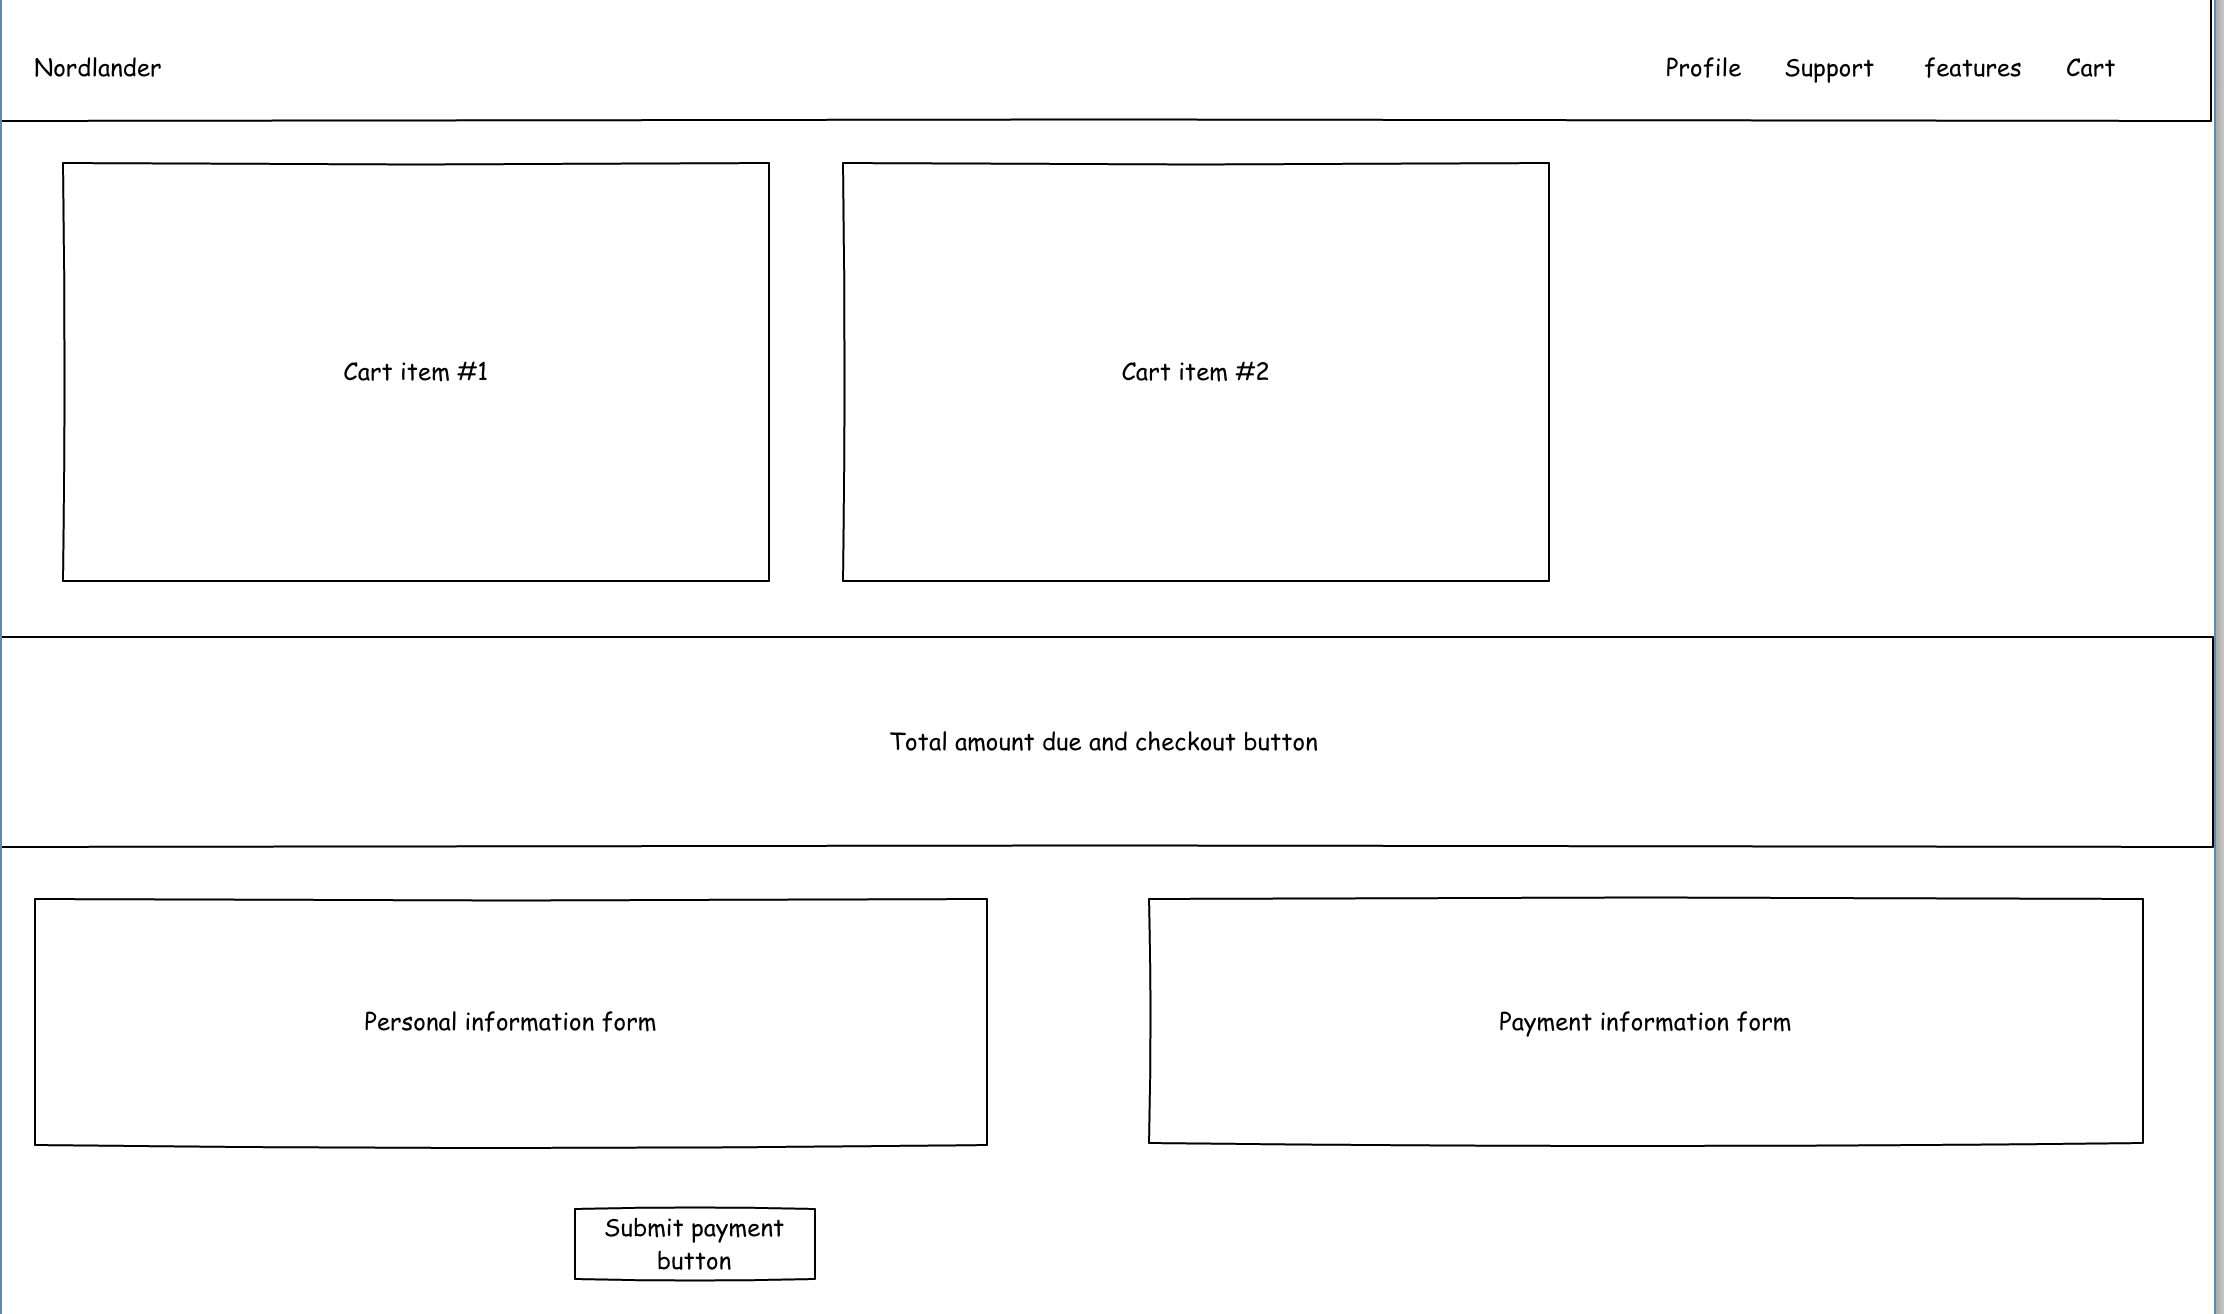 Nordlander
Profile Support features Cart
Cart item #1
Cart item #2
Total amount due and checkout button
Personal information form
Payment information form
Submit payment
button